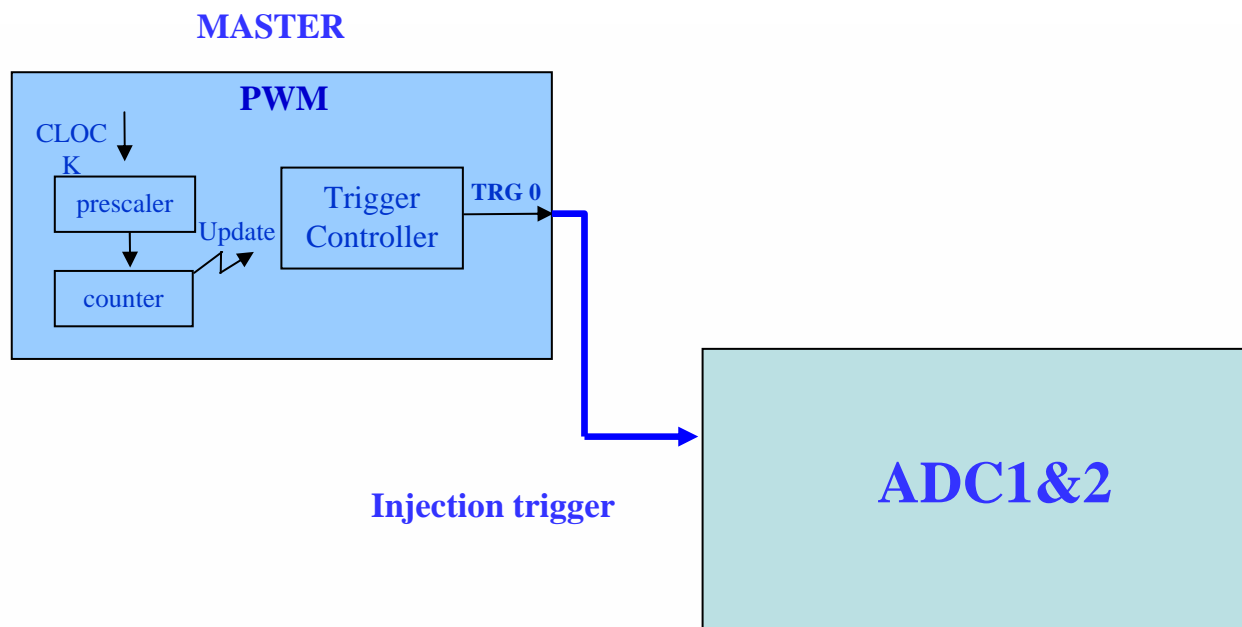 MASTER
PWM
CLOC
K
prescaler
Update
counter
Trigger
Controller
TRG 0
Injection trigger
ADC1&2